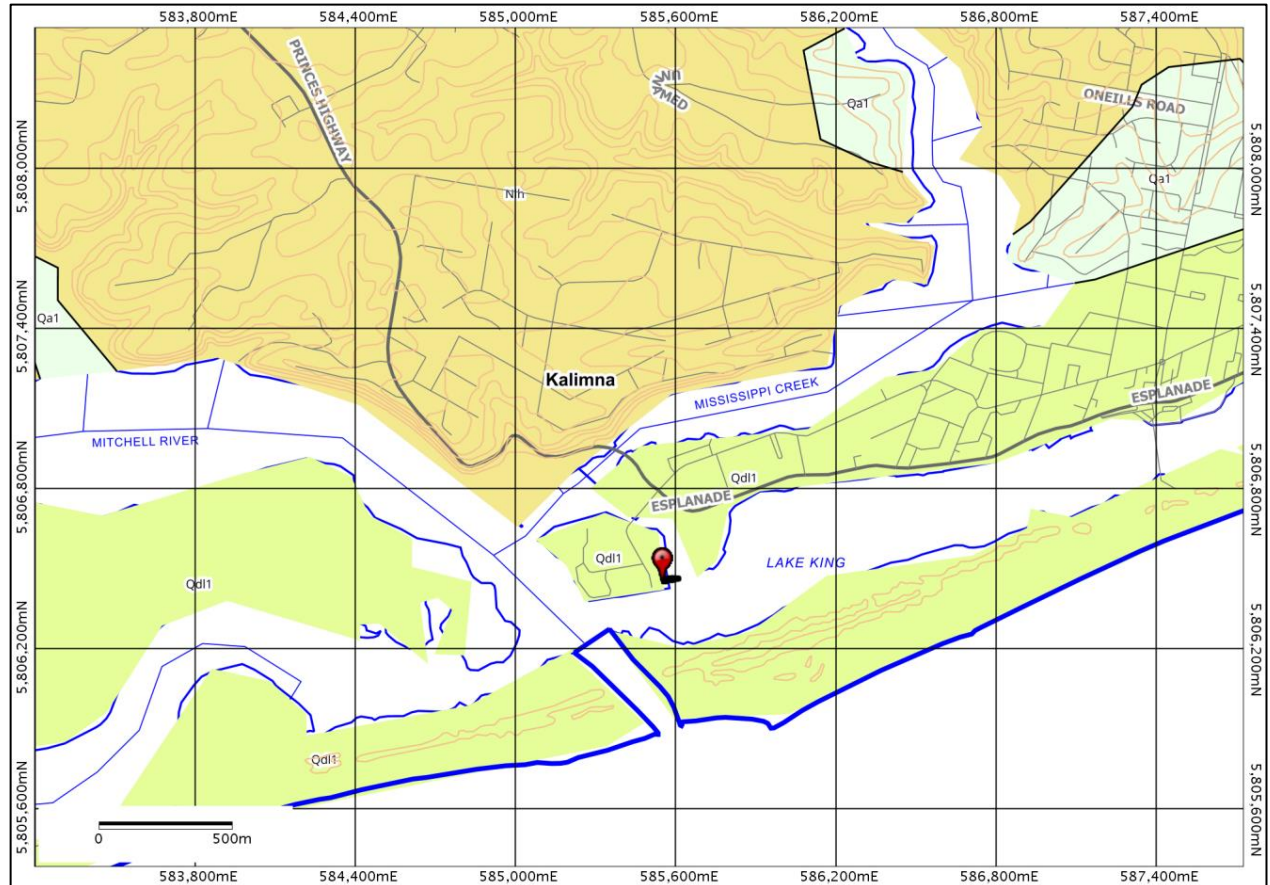 583,800mE 584,400mE 585,000mE 585,600mE 586,200mE 586,800mE 587,400mE
PRINCES HIGHWAY
Nlh
NAMED
Qa1
ONEILLS ROAD
5,808,000mN
5,808,000mN
Nlh
Qa1
Qa1
5,807,400mN
5,807,400mN
Kalimna
MISSISSIPPI CREEK
ESPLANADE
MITCHELL RIVER
Qdl1
5,806,800mN
5,806,800mN
ESPLANADE
Qdl1
Qdl1
LAKE KING
5,806,200mN
5,806,200mN
Qdl1
5,805,600mN
5,805,600mN
0 500m
583,800mE 584,400mE 585,000mE 585,600mE 586,200mE 586,800mE 587,400mE